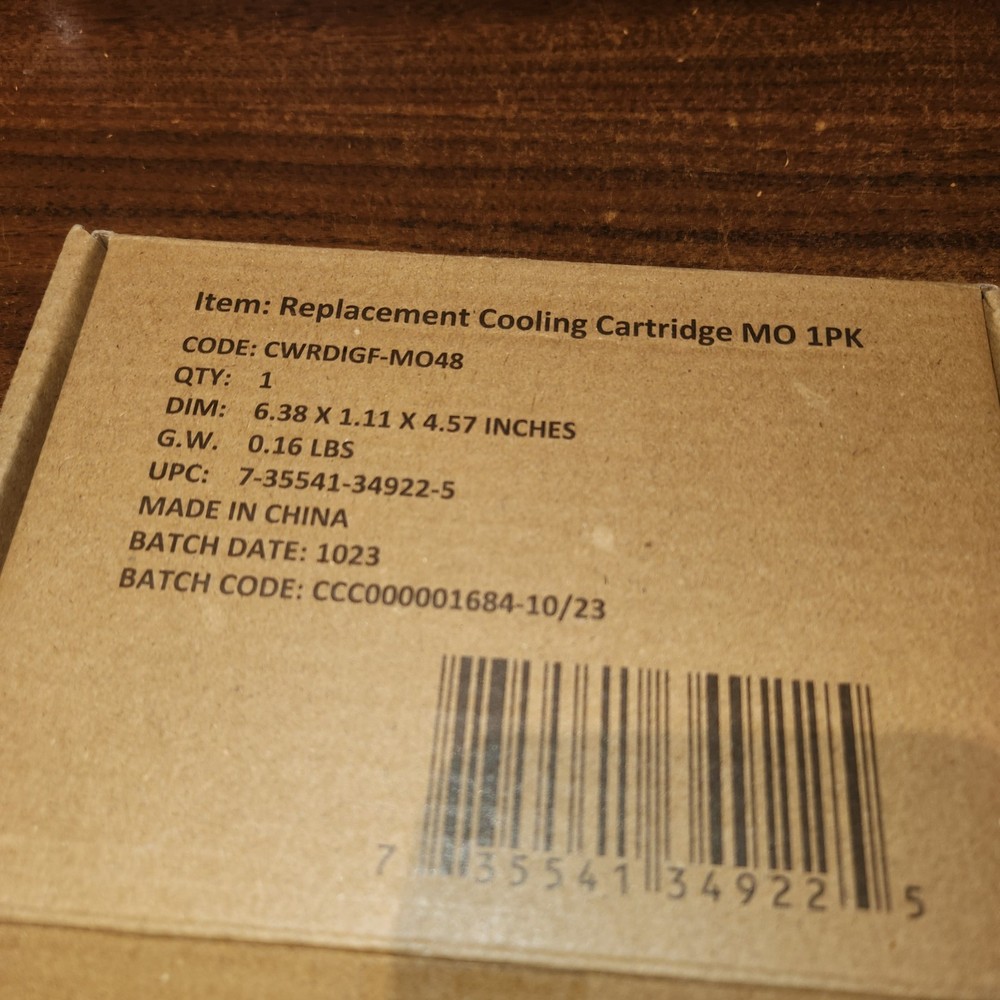 Item: Replacement Cooling Cartridge MO 1PK
CODE: CWRDIGF-MO48
QTY: 1
DIM: 6.38 X 1.11 X 4.57 INCHES
G.W. 0.16 LBS
UPC: 7-35541-34922-5
MADE IN CHINA
BATCH DATE: 1023
BATCH CODE: CCC000001684-10/23
7 35541 34922 5